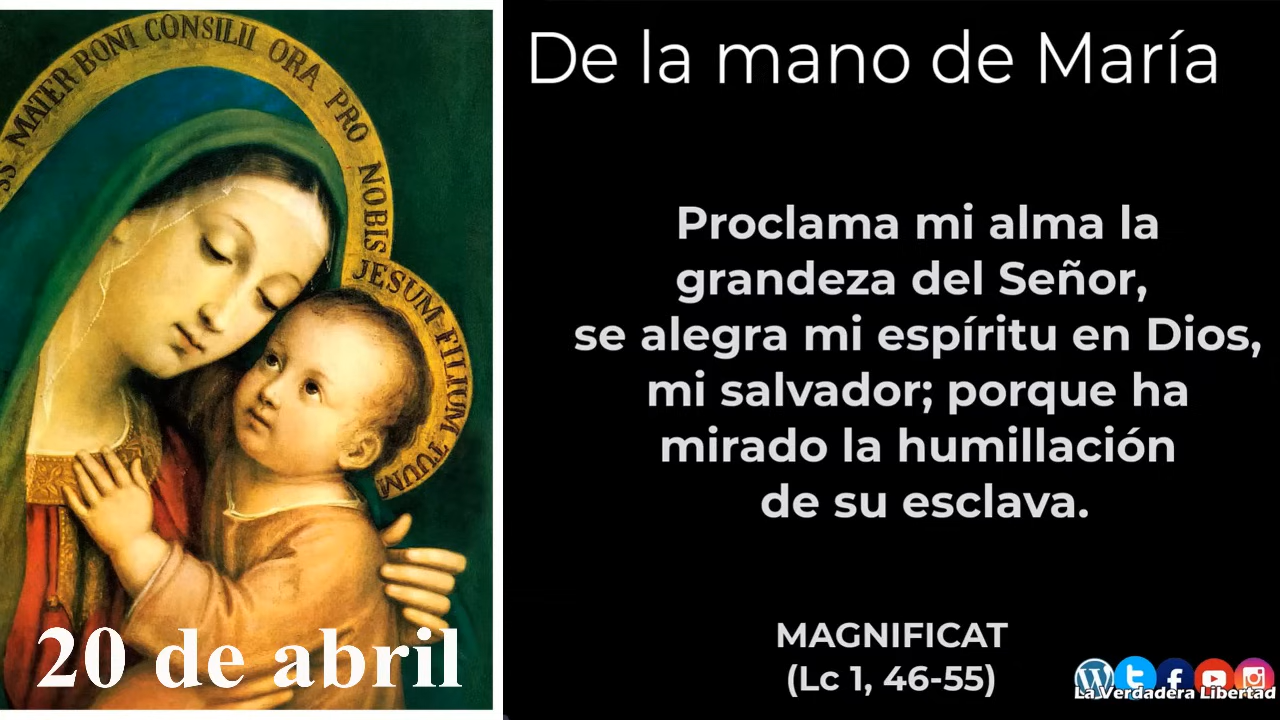 SS MATER BONI CONSILII ORA PRO NOBIS
JESUM FILIUM TUUM
20 de abril
De la mano de María
Proclama mi alma la
grandeza del Señor,
se alegra mi espíritu en Dios,
mi salvador; porque ha
mirado la humillación
de su esclava.
MAGNIFICAT
(Lc 1, 46-55)
La Verdadera Libertad